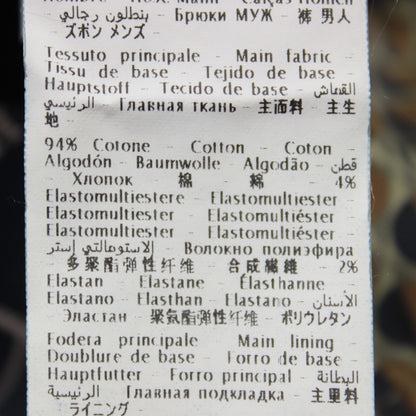 بنطلون رجالي - Брюки МУЖ - 裤 男人
ズボン メンズ -
Tessuto principale - Main fabric -
Tissu de base - Tejido de base -
Hauptstoff - Tecido de base - القماش
الرئيسي - Главная ткань - 主面料 - 主生
地
94% Cotone - Cotton - Coton -
Algodón - Baumwolle - Algodão - قطن
- Хлопок - 棉 - 綿 - 4%
Elastomultiestere - Elastomultiester -
Elastomultiester - Elastomultiéster -
Elastomultiester - Elastomultiéster -
الاستوmالتي إستر - Волокно полиэфира
多聚酯弹性纤维 - 合成繊維 - 2%
Elastan - Elastane - Élasthanne -
Elastano - Elasthan - Elastano - الأستان
- Эластан - 聚氨酯弹性纤维 - ポリウレタン
Fodera principale - Main lining -
Doublure de base - Forro de base -
Hauptfutter - Forro principal - البطانة
الرئيسية - Главная подкладка - 主里料
- ライニング